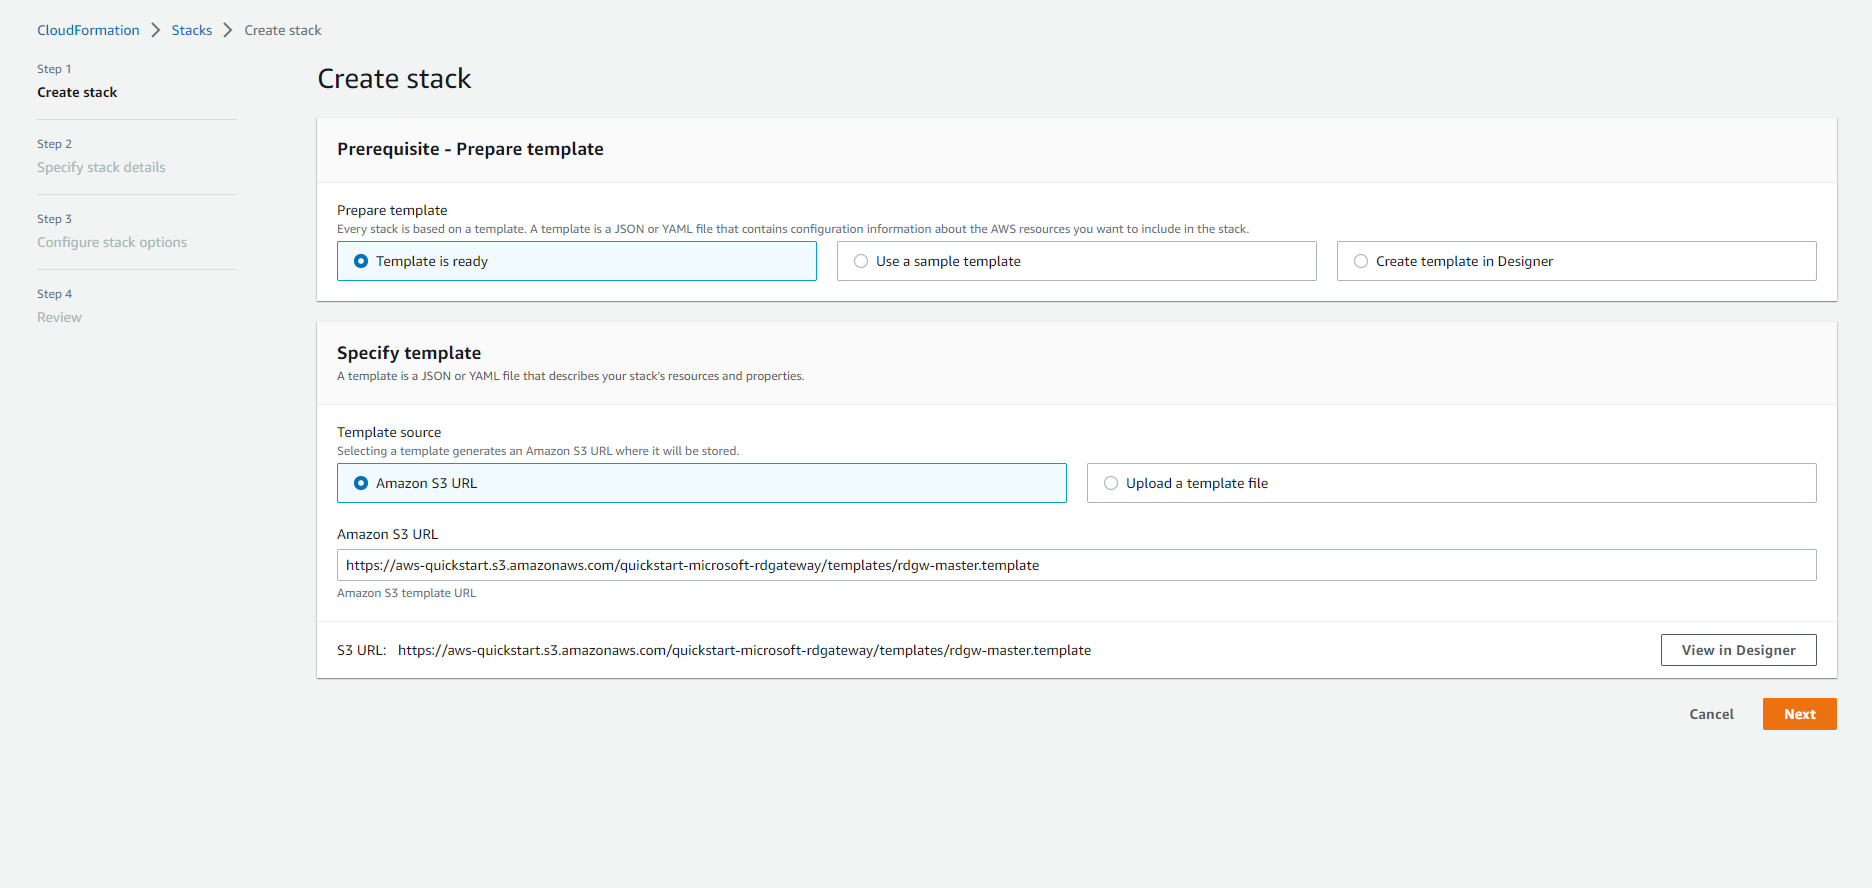 CloudFormation Stacks Create stack
Step 1
Create stack
Step 2
Specify stack details
Step 3
Configure stack options
Step 4
Review
Create stack
Prerequisite - Prepare template
Prepare template
Every stack is based on a template. A template is a JSON or YAML file that contains configuration information about the AWS resources you want to include in the stack.
Template is ready Use a sample template Create template in Designer
Specify template
A template is a JSON or YAML file that describes your stack's resources and properties.
Template source
Selecting a template generates an Amazon S3 URL where it will be stored.
Amazon S3 URL Upload a template file
Amazon S3 URL
https://aws-quickstart.s3.amazonaws.com/quickstart-microsoft-rdgateway/templates/rdgw-master.template
Amazon S3 template URL
S3 URL: https://aws-quickstart.s3.amazonaws.com/quickstart-microsoft-rdgateway/templates/rdgw-master.template View in Designer
Cancel Next